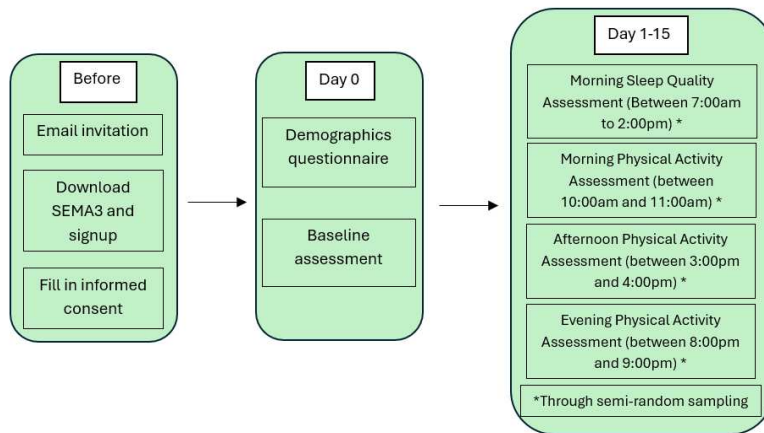 Before
Email invitation
Download
SEMA3 and
signup
Fill in informed
consent
Day 0
Demographics
questionnaire
Baseline
assessment
Day 1-15
Morning Sleep Quality
Assessment (Between 7:00am
to 2:00pm) *
Morning Physical Activity
Assessment (between
10:00am and 11:00am) *
Afternoon Physical Activity
Assessment (between 3:00pm
and 4:00pm) *
Evening Physical Activity
Assessment (between 8:00pm
and 9:00pm) *
*Through semi-random sampling